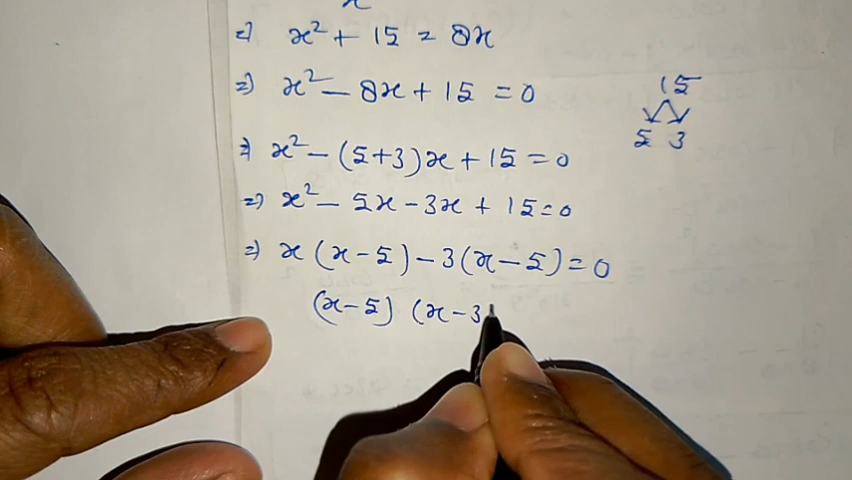 x
=) x² + 15 = 8x
=) x² - 8x + 15 = 0
15
5 3
=) x² - (5+3)x + 15 = 0
=) x² - 5x - 3x + 15 = 0
=) x (x - 5) - 3 (x - 5) = 0
(x - 5) (x - 3